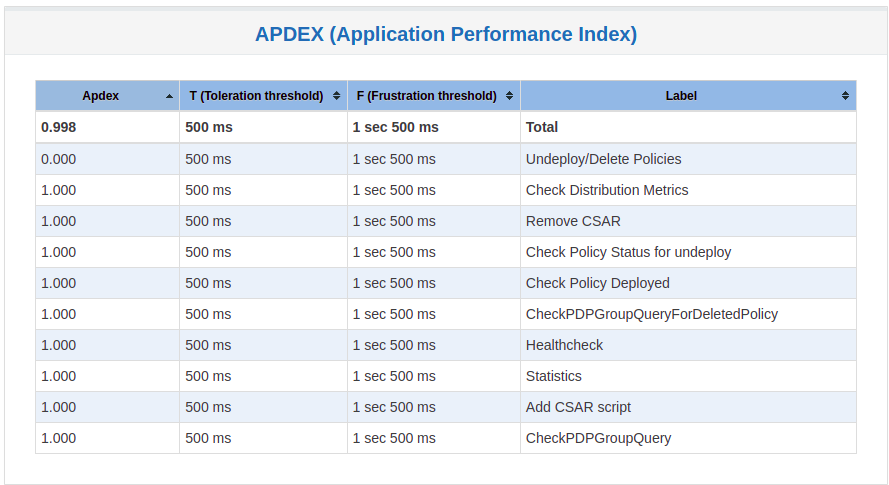 APDEX (Application Performance Index)
Apdex T (Toleration threshold) F (Frustration threshold) Label
0.998 500 ms 1 sec 500 ms Total
0.000 500 ms 1 sec 500 ms Undeploy/Delete Policies
1.000 500 ms 1 sec 500 ms Check Distribution Metrics
1.000 500 ms 1 sec 500 ms Remove CSAR
1.000 500 ms 1 sec 500 ms Check Policy Status for undeploy
1.000 500 ms 1 sec 500 ms Check Policy Deployed
1.000 500 ms 1 sec 500 ms CheckPDPGroupQueryForDeletedPolicy
1.000 500 ms 1 sec 500 ms Healthcheck
1.000 500 ms 1 sec 500 ms Statistics
1.000 500 ms 1 sec 500 ms Add CSAR script
1.000 500 ms 1 sec 500 ms CheckPDPGroupQuery